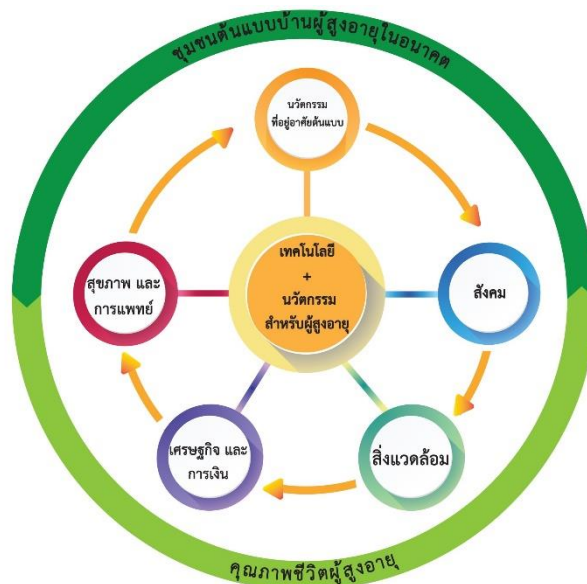 ชุมชนต้นแบบบ้านผู้สูงอายุในอนาคต
นวัตกรรม
ที่อยู่อาศัยต้นแบบ
เทคโนโลยี
+
นวัตกรรม
สำหรับผู้สูงอายุ
สุขภาพ และ
การแพทย์
สังคม
เศรษฐกิจ และ
การเงิน
สิ่งแวดล้อม
คุณภาพชีวิตผู้สูงอายุ